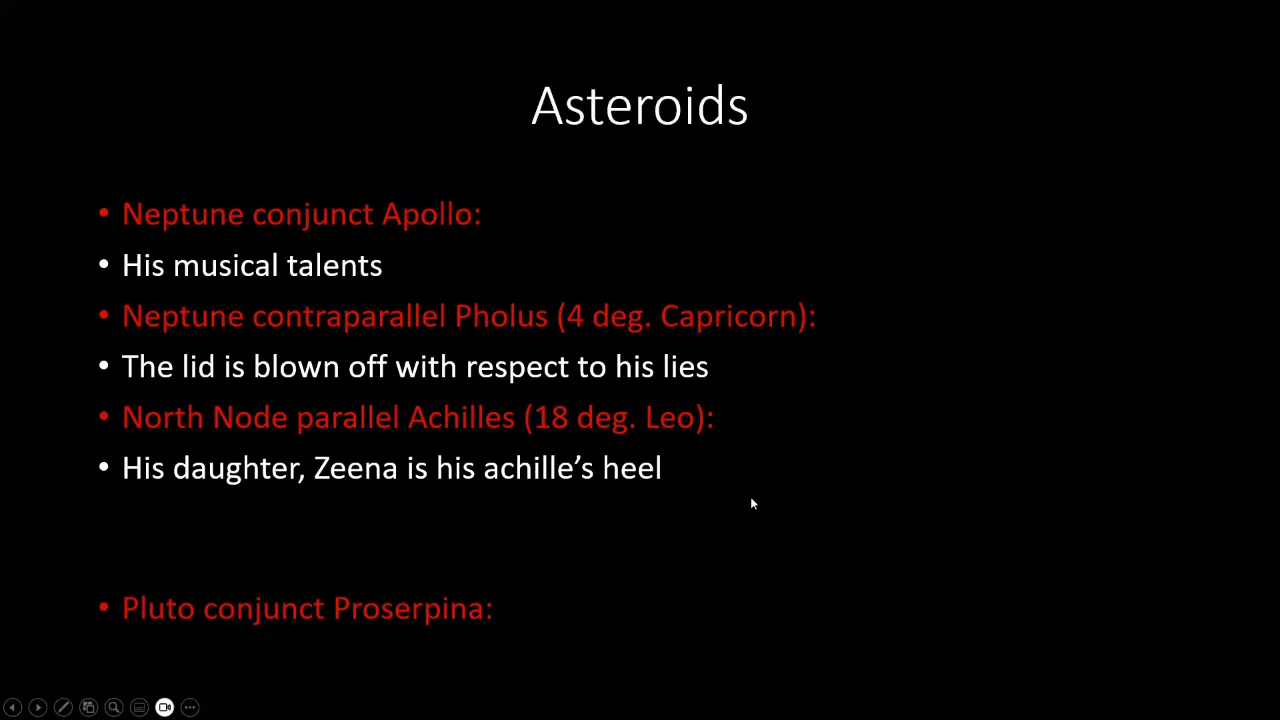 Asteroids
• Neptune conjunct Apollo:
• His musical talents
• Neptune contraparallel Pholus (4 deg. Capricorn):
• The lid is blown off with respect to his lies
• North Node parallel Achilles (18 deg. Leo):
• His daughter, Zeena is his achille’s heel
• Pluto conjunct Proserpina: